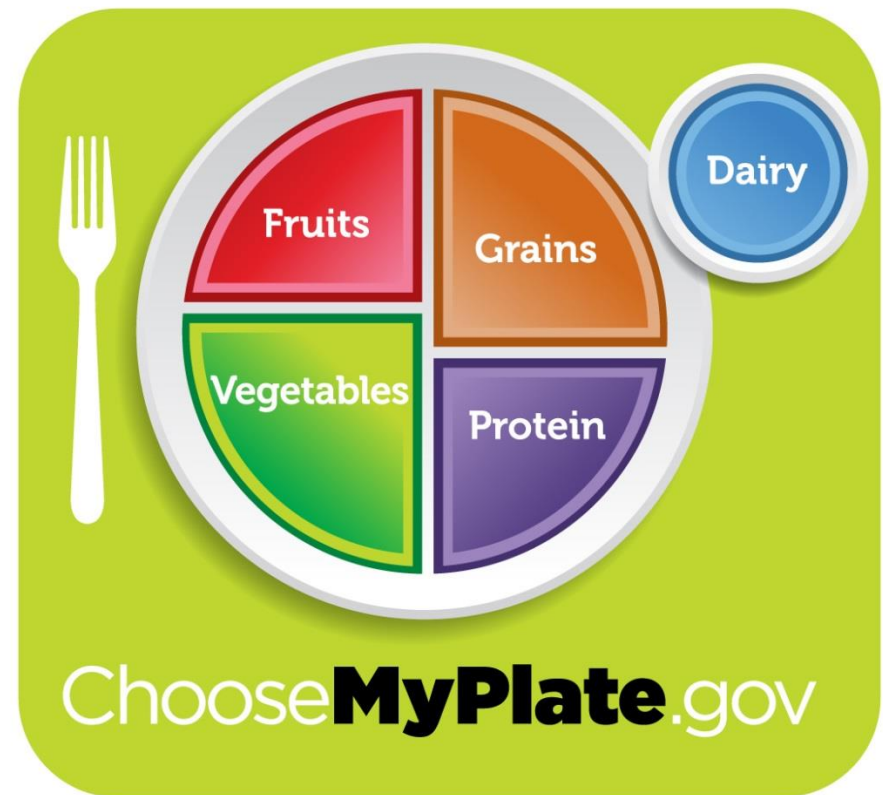 Fruits
Grains
Dairy
Vegetables
Protein
ChooseMyPlate.gov